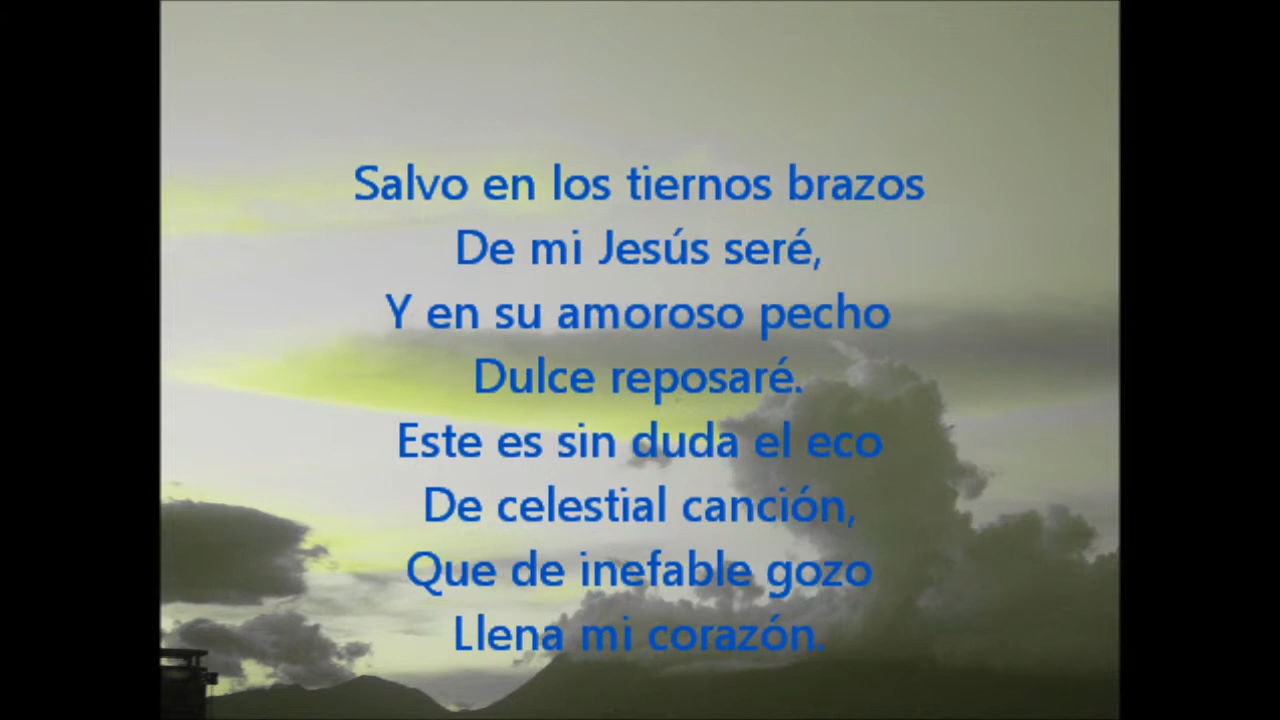 Salvo en los tiernos brazos
De mi Jesús seré,
Y en su amoroso pecho
Dulce reposaré.
Este es sin duda el eco
De celestial canción,
Que de inefable gozo
Llena mi corazón.